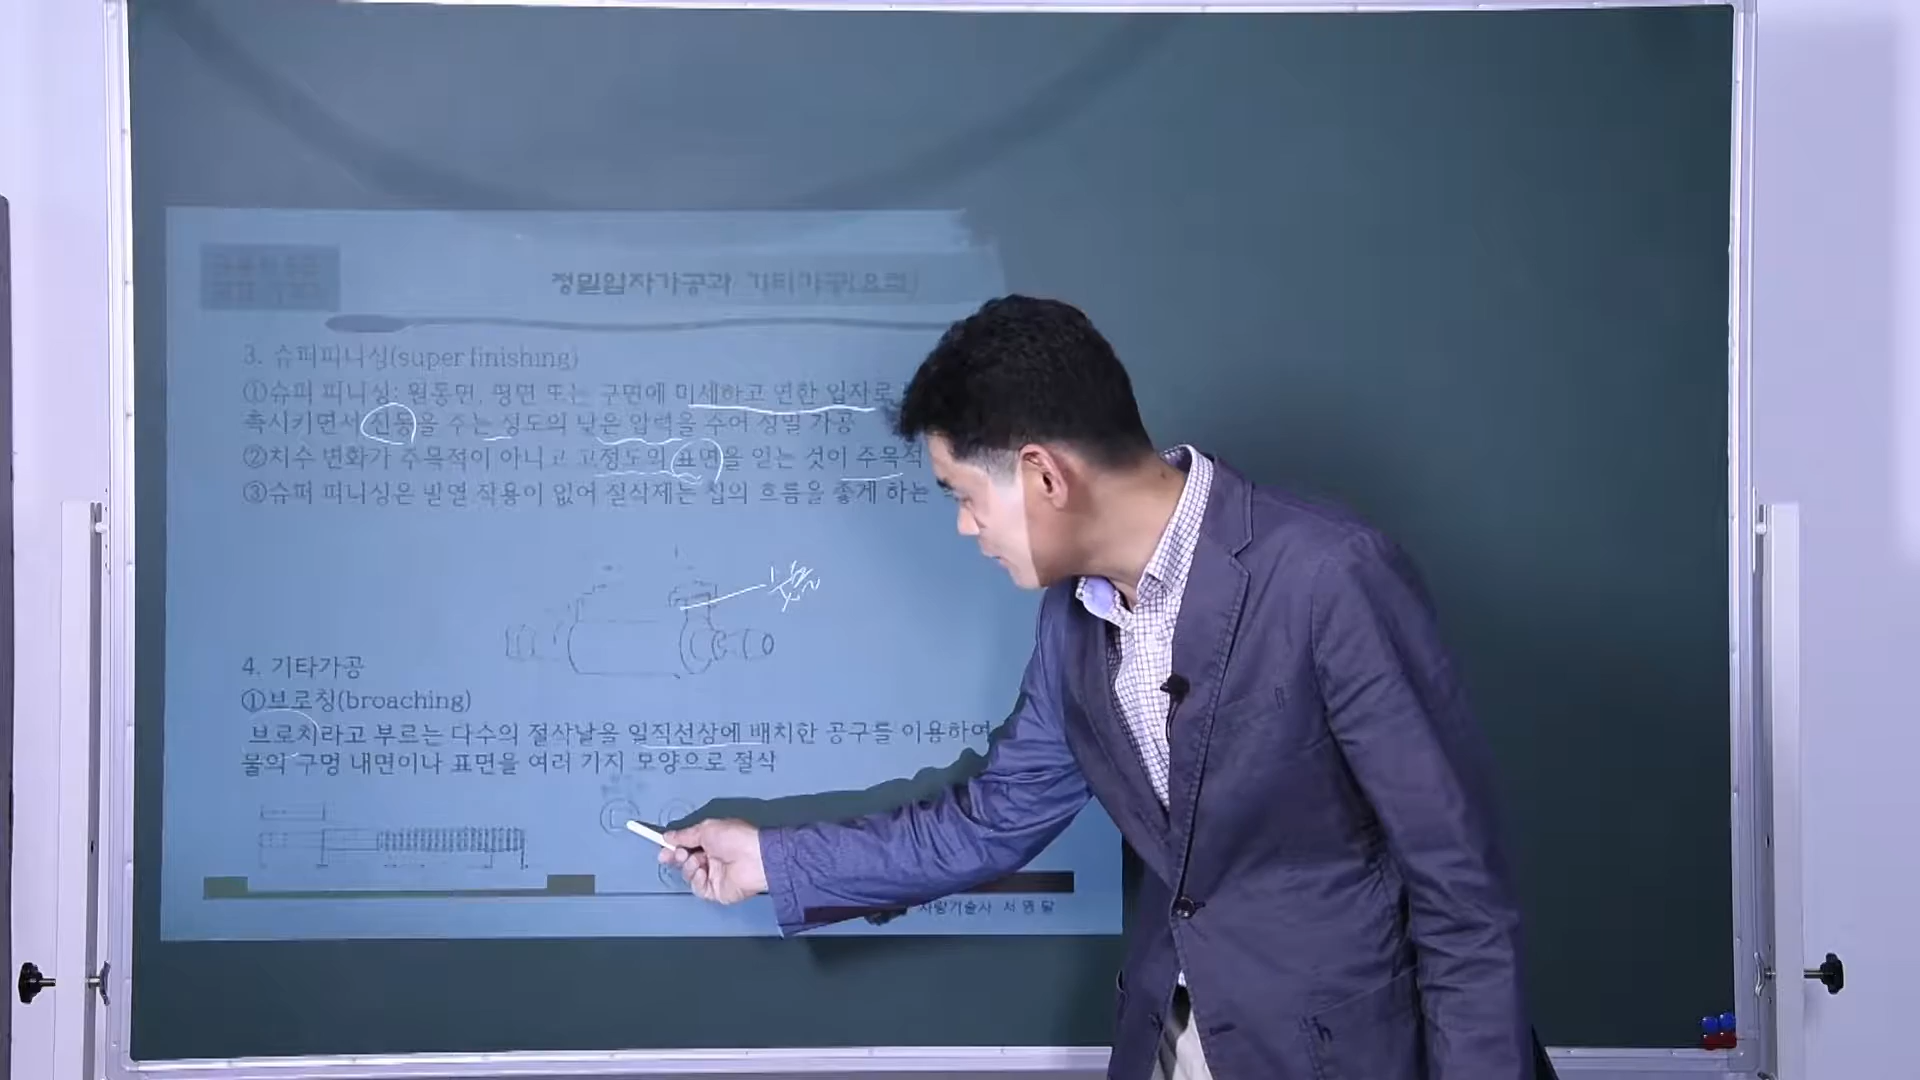 정밀입자가공과 기타가공(요점)
3. 슈퍼피니싱(super finishing)
①슈퍼 피니싱: 원통면, 평면 또는 구면에 미세하고 연한 입자로
촉시키면서 진동을 주는 정도의 낮은 압력을 주어 정밀 가공
②치수 변화가 주목적이 아니고 고정도의 표면을 얻는 것이 주목적
③슈퍼 피니싱은 발열 작용이 없어 절삭제는 칩의 흐름을 좋게 하는
4. 기타가공
①브로칭(broaching)
브로치라고 부르는 다수의 절삭날을 일직선상에 배치한 공구를 이용하여
물의 구멍 내면이나 표면을 여러 가지 모양으로 절삭
차량기술사 서영달